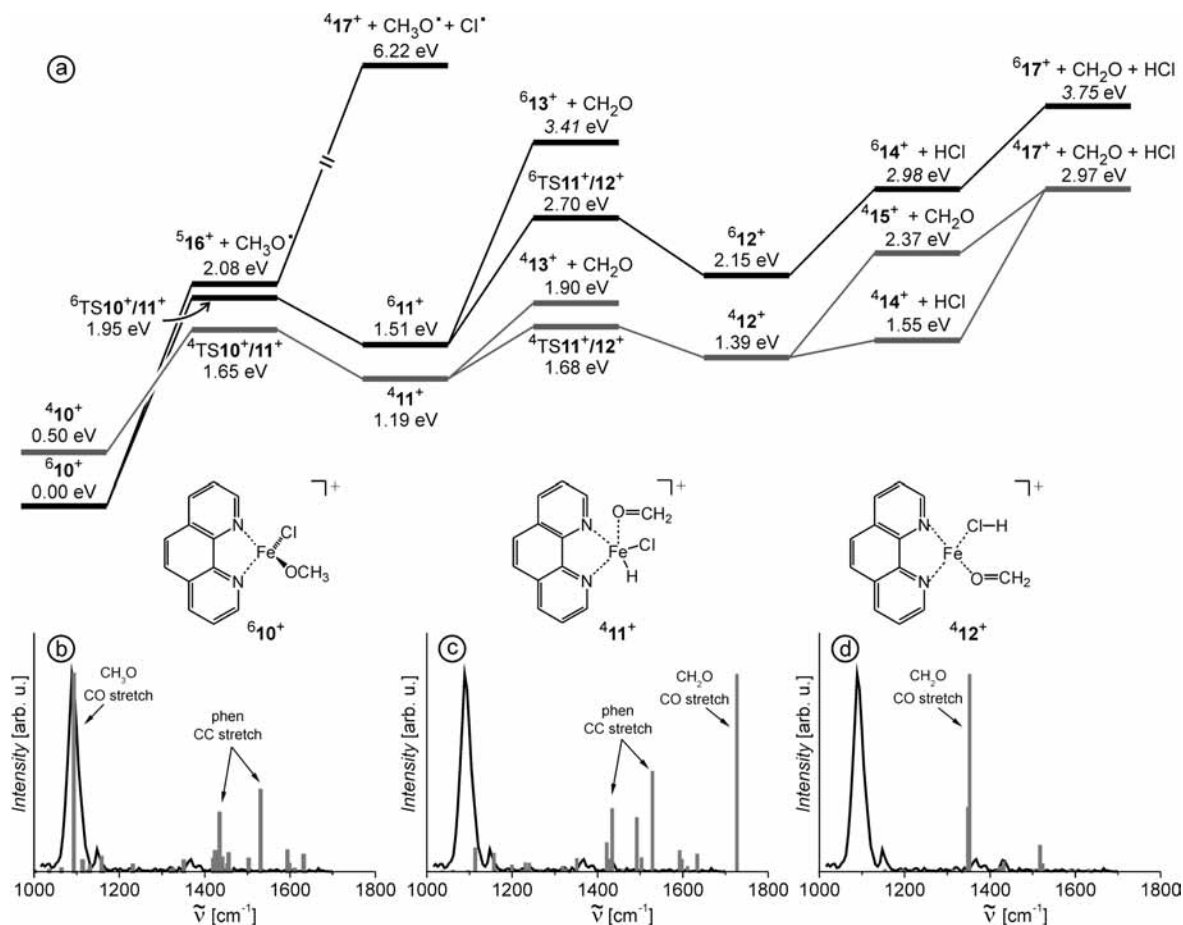 ⓐ
⁴17⁺ + CH₃O• + Cl•
6.22 eV
⁶17⁺ + CH₂O + HCl
3.75 eV
⁶13⁺ + CH₂O
3.41 eV
⁶14⁺ + HCl
2.98 eV
⁴17⁺ + CH₂O + HCl
2.97 eV
⁶TS11⁺/12⁺
2.70 eV
⁵16⁺ + CH₃O•
2.08 eV
⁶12⁺
2.15 eV
⁴15⁺ + CH₂O
2.37 eV
⁴13⁺ + CH₂O
1.90 eV
⁶TS10⁺/11⁺
1.95 eV
⁶11⁺
1.51 eV
⁴12⁺
1.39 eV
⁴14⁺ + HCl
1.55 eV
⁴TS10⁺/11⁺
1.65 eV
⁴TS11⁺/12⁺
1.68 eV
⁴11⁺
1.19 eV
⁴10⁺
0.50 eV
⁶10⁺
0.00 eV
N
N
Fe
Cl
OCH₃
+
⁶10⁺
N
N
Fe
O=CH₂
Cl
H
+
⁴11⁺
N
N
Fe
Cl–H
O=CH₂
+
⁴12⁺
ⓑ
CH₃O
CO stretch
phen
CC stretch
Intensity [arb. u.]
1000 1200 1400 1600 1800
ν̃ [cm⁻¹]
ⓒ
CH₂O
CO stretch
phen
CC stretch
Intensity [arb. u.]
1000 1200 1400 1600 1800
ν̃ [cm⁻¹]
ⓓ
CH₂O
CO stretch
Intensity [arb. u.]
1000 1200 1400 1600 1800
ν̃ [cm⁻¹]